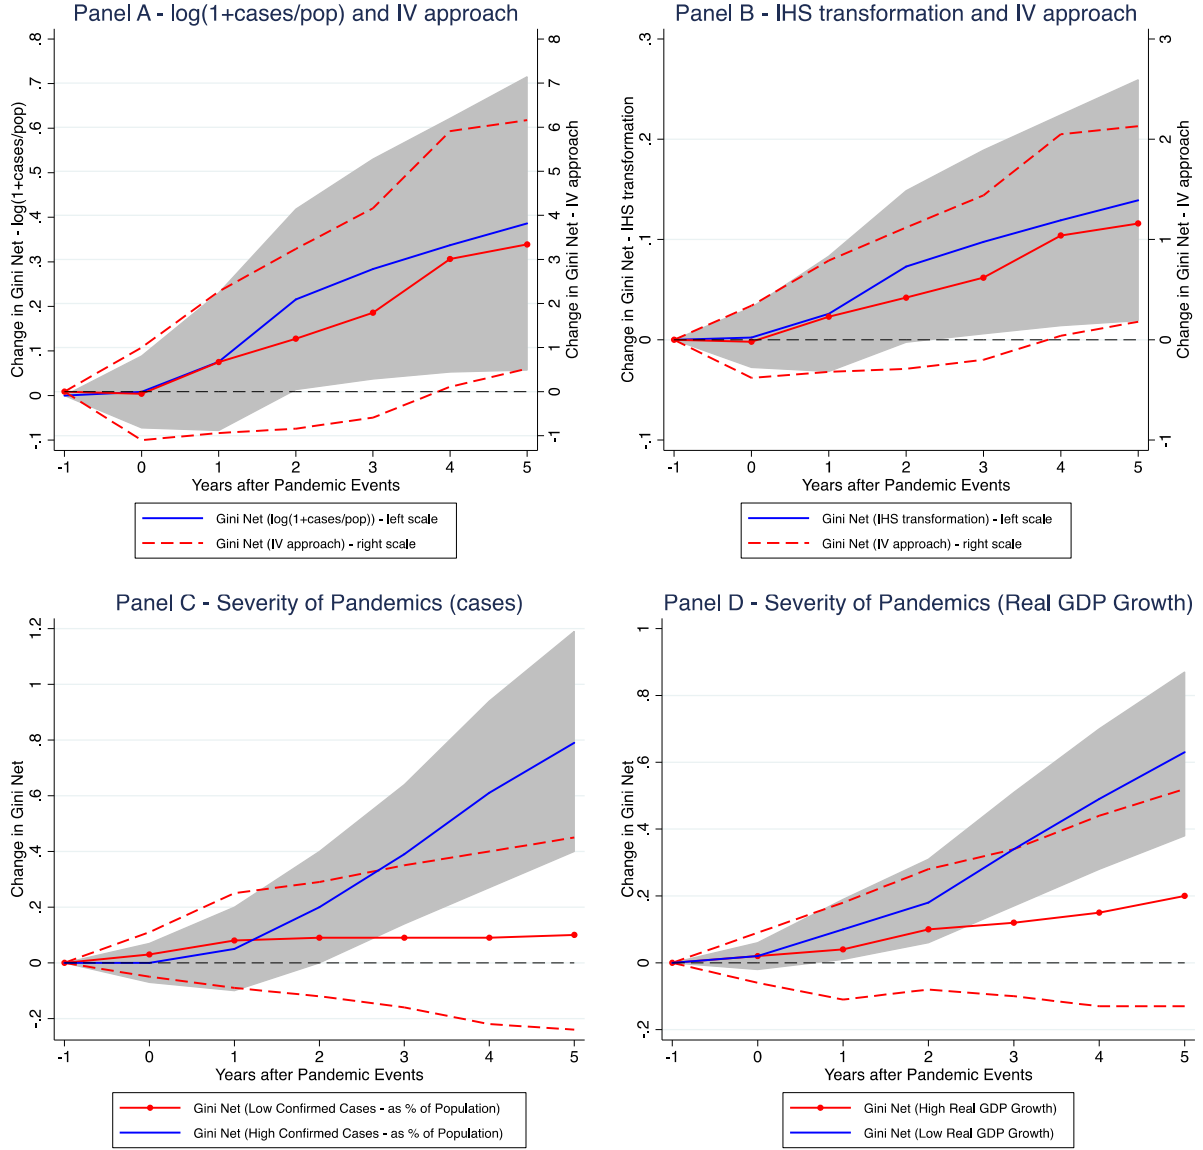 Panel A - log(1+cases/pop) and IV approach
Change in Gini Net - log(1+cases/pop)
.8
.7
.6
.5
.4
.3
.2
.1
0
-.1
8
7
6
5
4
3
2
1
0
-1
Change in Gini Net - IV approach
-1 0 1 2 3 4 5
Years after Pandemic Events
Gini Net (log(1+cases/pop)) - left scale
Gini Net (IV approach) - right scale
Panel B - IHS transformation and IV approach
Change in Gini Net - IHS transformation
.3
.2
.1
0
-.1
3
2
1
0
-1
Change in Gini Net - IV approach
-1 0 1 2 3 4 5
Years after Pandemic Events
Gini Net (IHS transformation) - left scale
Gini Net (IV approach) - right scale
Panel C - Severity of Pandemics (cases)
Change in Gini Net
1.2
1
.8
.6
.4
.2
0
-.2
-1 0 1 2 3 4 5
Years after Pandemic Events
Gini Net (Low Confirmed Cases - as % of Population)
Gini Net (High Confirmed Cases - as % of Population)
Panel D - Severity of Pandemics (Real GDP Growth)
Change in Gini Net
1
.8
.6
.4
.2
0
-.2
-1 0 1 2 3 4 5
Years after Pandemic Events
Gini Net (High Real GDP Growth)
Gini Net (Low Real GDP Growth)